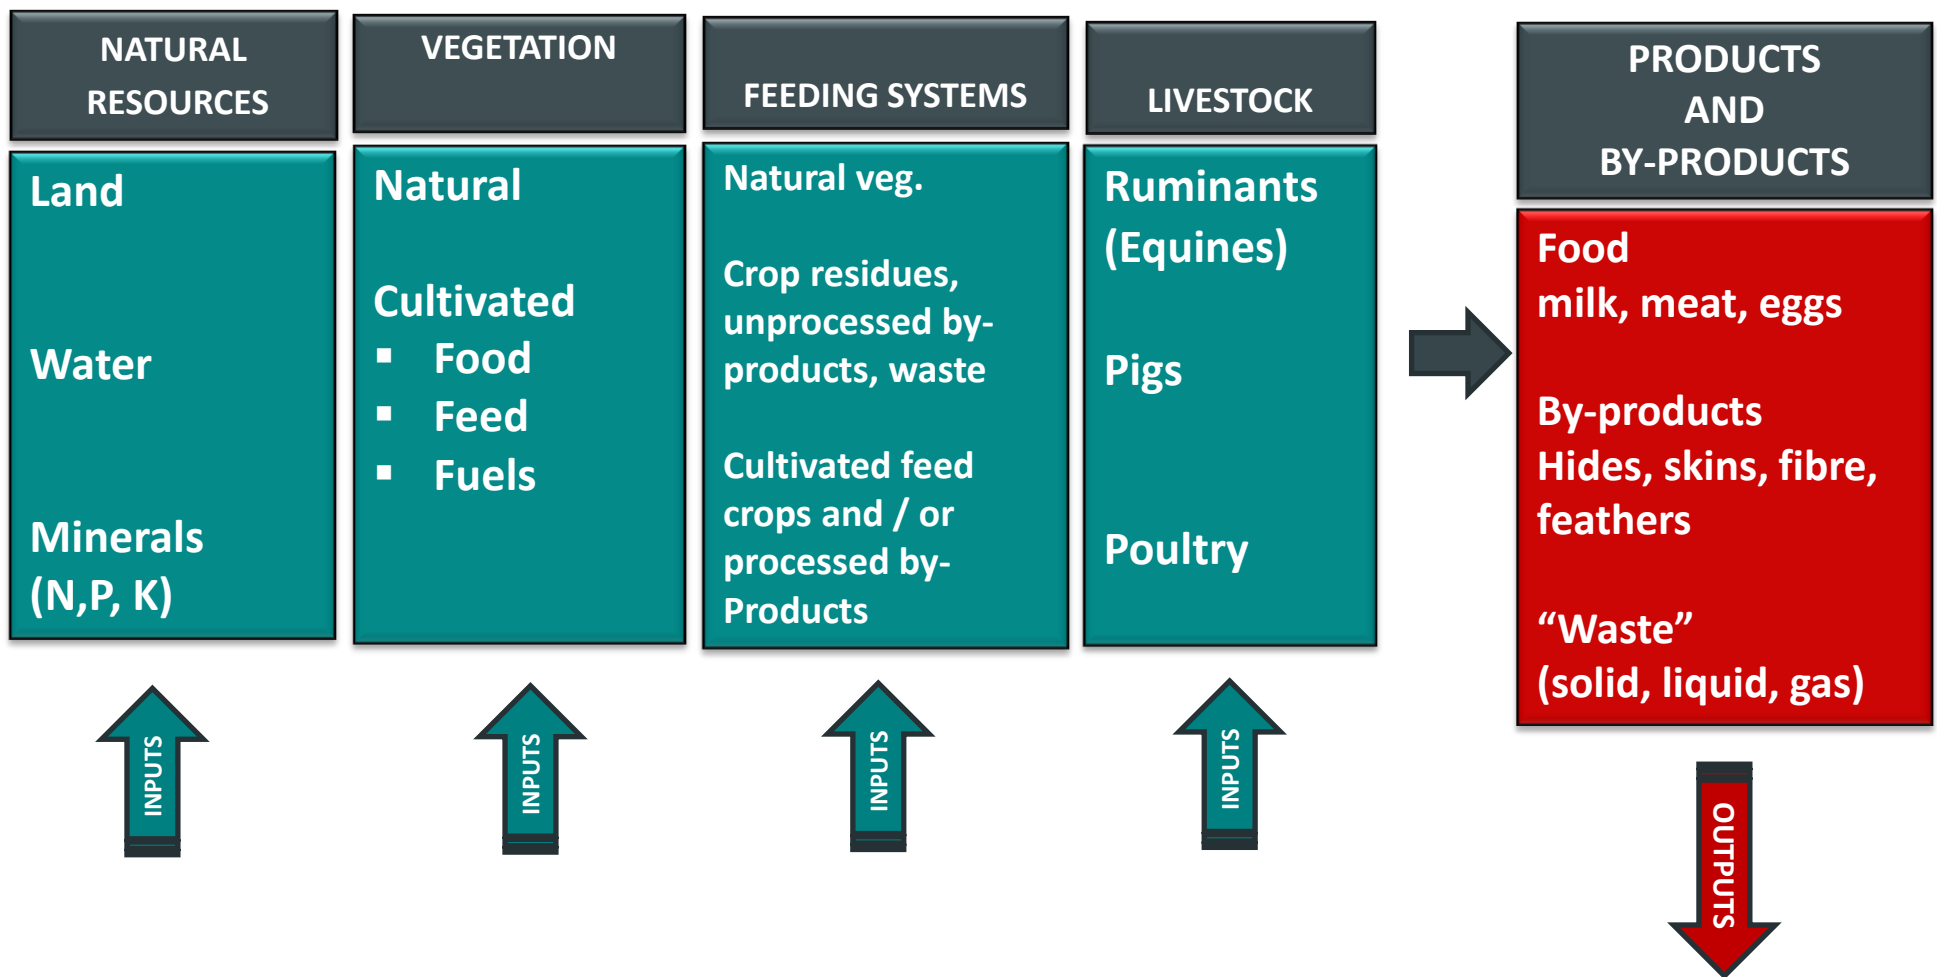 NATURAL
RESOURCES
Land
Water
Minerals
(N,P, K)
INPUTS
VEGETATION
Natural
Cultivated
▪ Food
▪ Feed
▪ Fuels
INPUTS
FEEDING SYSTEMS
Natural veg.
Crop residues,
unprocessed by-
products, waste
Cultivated feed
crops and / or
processed by-
Products
INPUTS
LIVESTOCK
Ruminants
(Equines)
Pigs
Poultry
INPUTS
PRODUCTS
AND
BY-PRODUCTS
Food
milk, meat, eggs
By-products
Hides, skins, fibre,
feathers
“Waste”
(solid, liquid, gas)
OUTPUTS